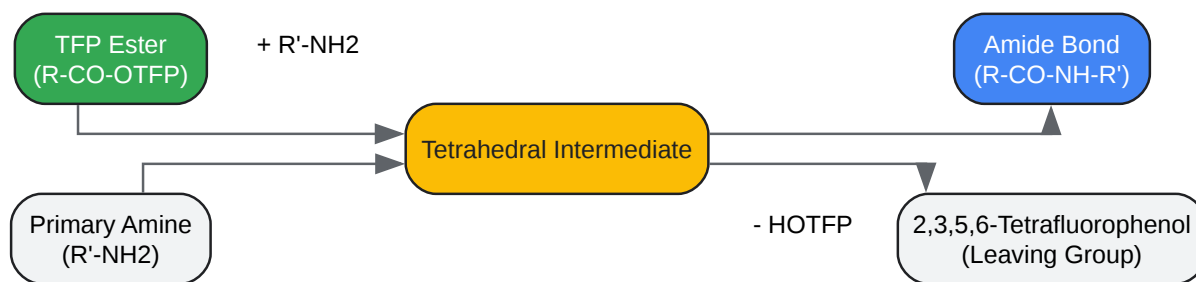 TFP Ester
(R-CO-OTFP)
+ R'-NH2
Amide Bond
(R-CO-NH-R')
Tetrahedral Intermediate
Primary Amine
(R'-NH2)
- HOTFP
2,3,5,6-Tetrafluorophenol
(Leaving Group)